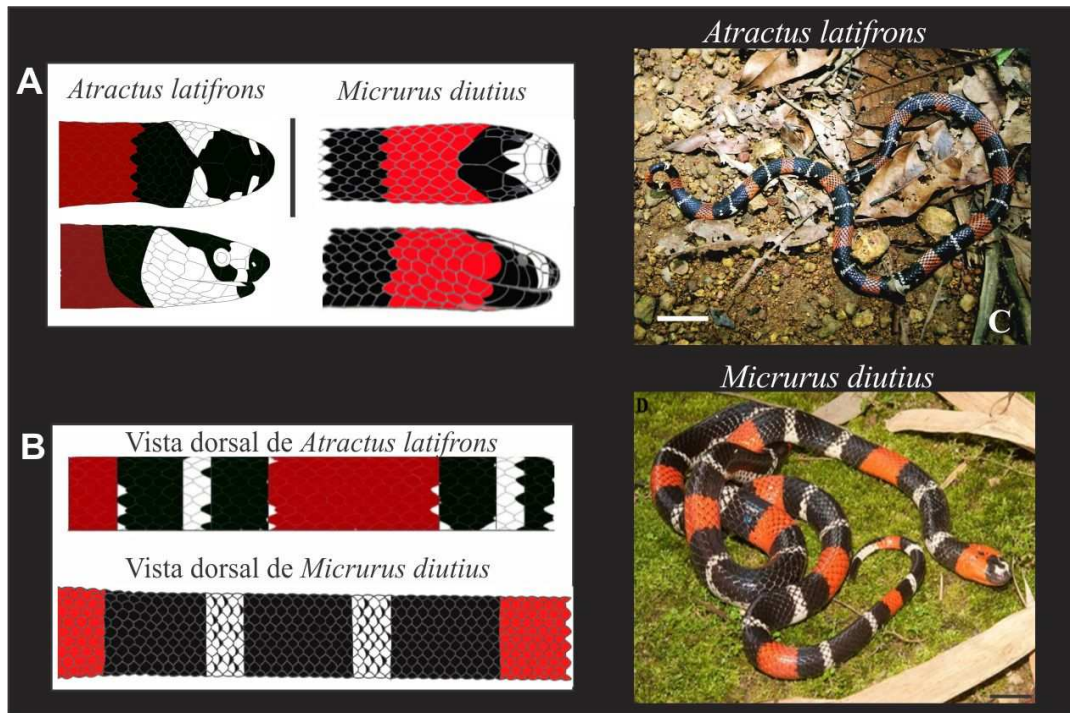 A
Atractus latifrons
Micrurus diutius
Atractus latifrons
C
B
Vista dorsal de Atractus latifrons
Vista dorsal de Micrurus diutius
Micrurus diutius
D